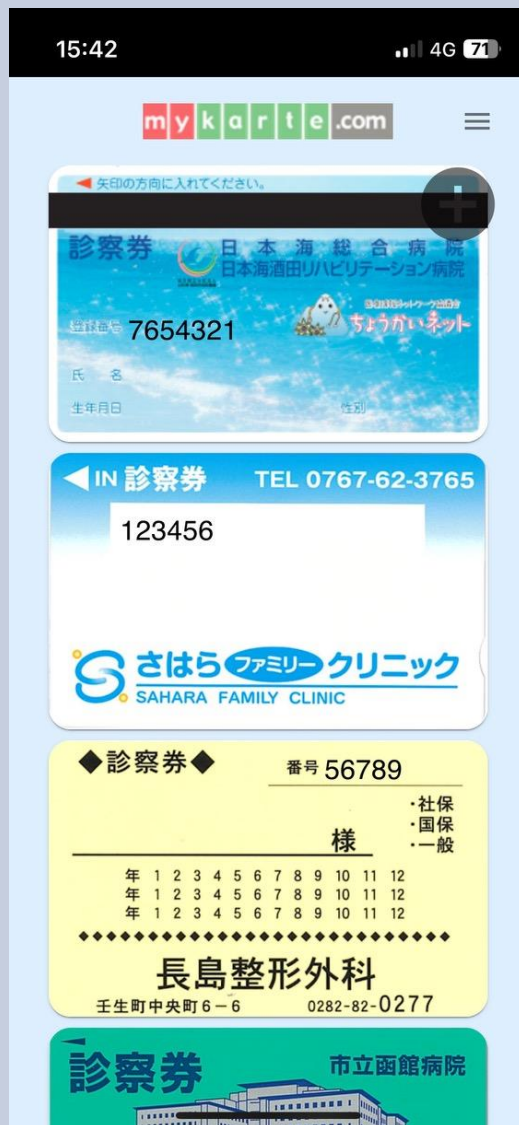 15:42
4G 71
mykarte.com
矢印の方向に入れてください。
診察券
日本海総合病院
日本海酒田リハビリテーション病院
登録番号 7654321
ちょうかいネット
氏 名
生年月日 性別
IN 診察券 TEL 0767-62-3765
123456
さはらファミリークリニック
SAHARA FAMILY CLINIC
◆診察券◆ 番号 56789
・社保
・国保
様 ・一般
年 1 2 3 4 5 6 7 8 9 10 11 12
年 1 2 3 4 5 6 7 8 9 10 11 12
年 1 2 3 4 5 6 7 8 9 10 11 12
長島整形外科
壬生町中央町6－6 0282-82-0277
診察券 市立函館病院